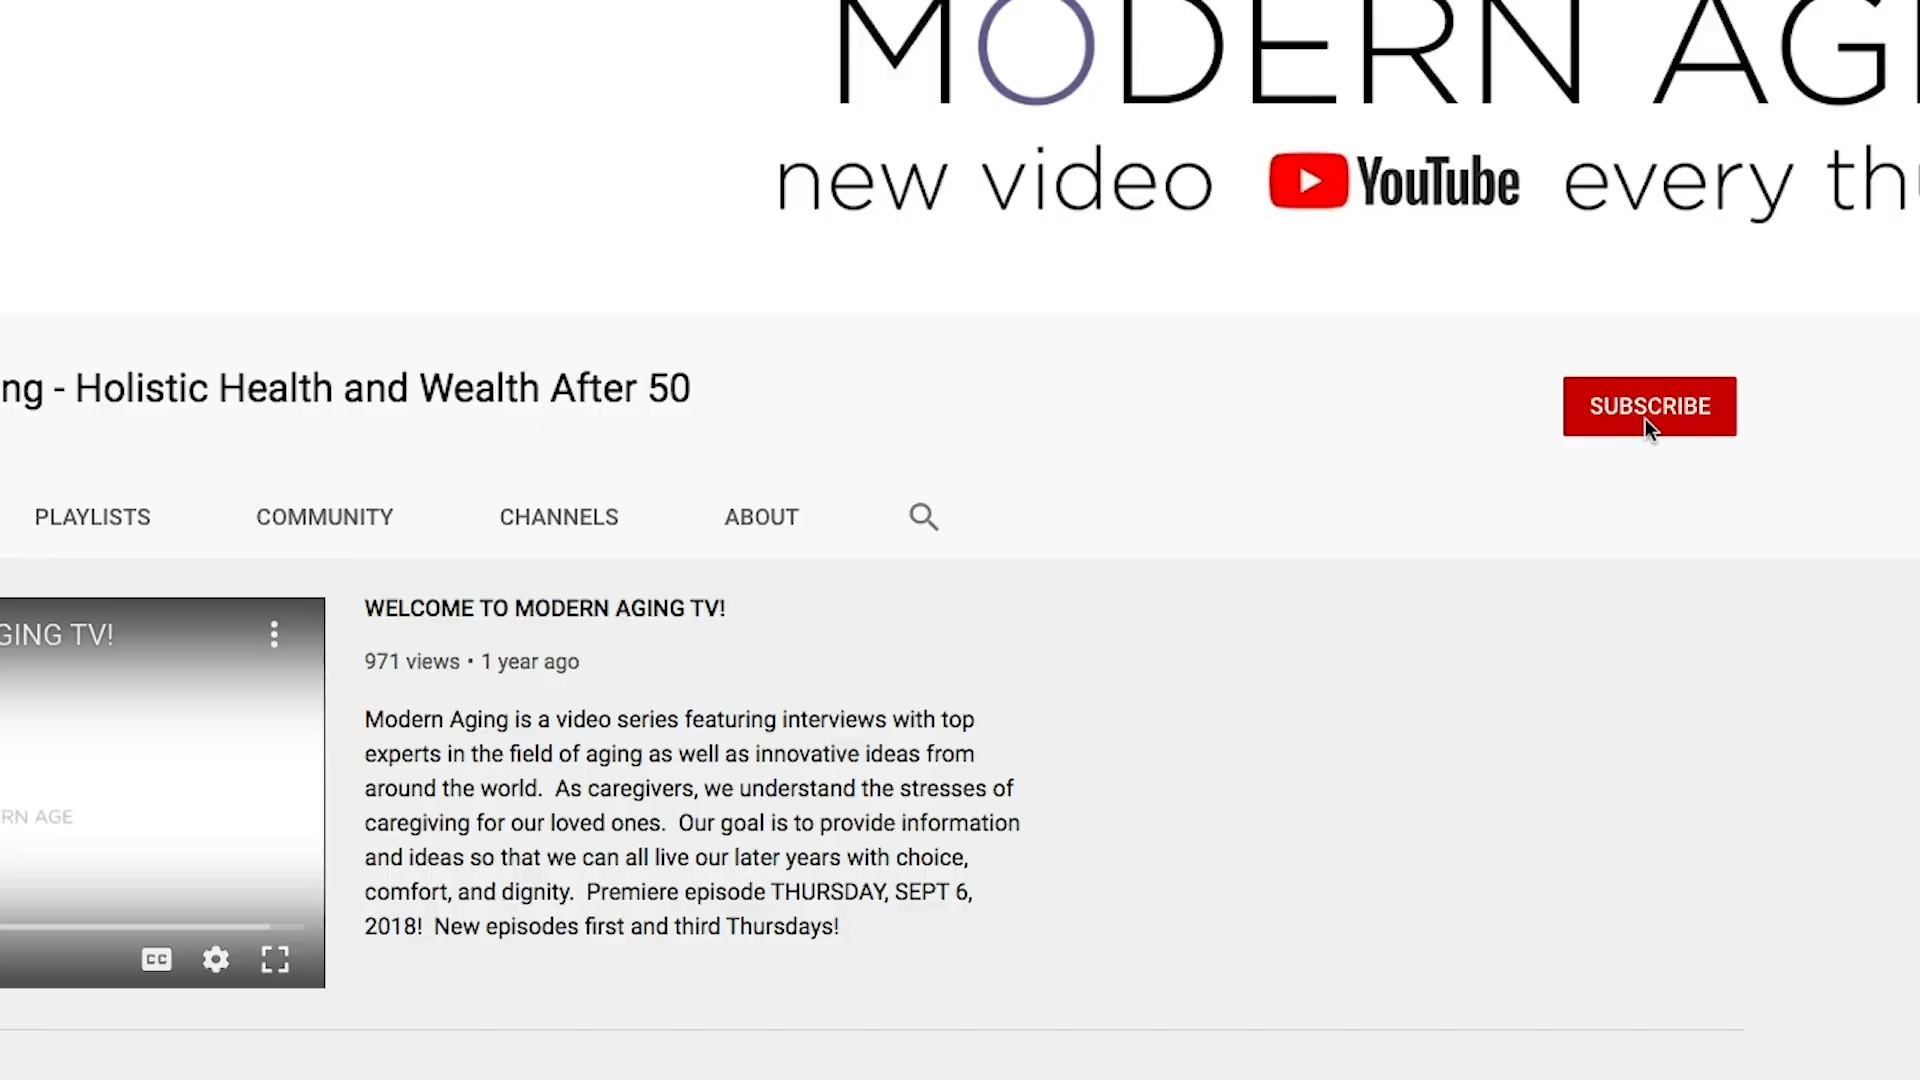 MODERN AG
new video YouTube every th
ng - Holistic Health and Wealth After 50
SUBSCRIBE
PLAYLISTS COMMUNITY CHANNELS ABOUT
GING TV!
RN AGE
CC
WELCOME TO MODERN AGING TV!
971 views • 1 year ago
Modern Aging is a video series featuring interviews with top
experts in the field of aging as well as innovative ideas from
around the world. As caregivers, we understand the stresses of
caregiving for our loved ones. Our goal is to provide information
and ideas so that we can all live our later years with choice,
comfort, and dignity. Premiere episode THURSDAY, SEPT 6,
2018! New episodes first and third Thursdays!